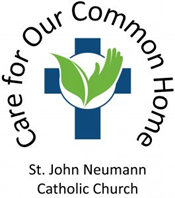 Care for Our Common Home
St. John Neumann
Catholic Church